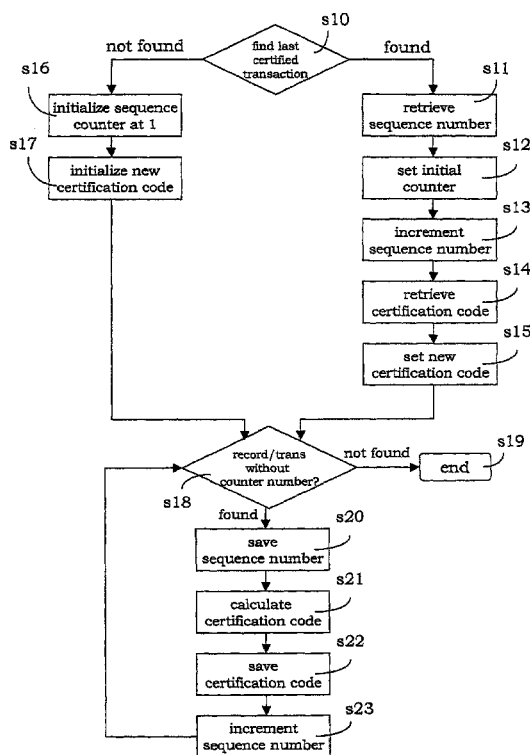 s10
not found
find last
certified
transaction
found
s16
initialize sequence
counter at 1
s11
retrieve
sequence number
s17
initialize new
certification code
s12
set initial
counter
s13
increment
sequence number
s14
retrieve
certification code
s15
set new
certification code
record/trans
without
counter number?
s18
not found
s19
end
found
s20
save
sequence number
s21
calculate
certification code
s22
save
certification code
s23
increment
sequence number